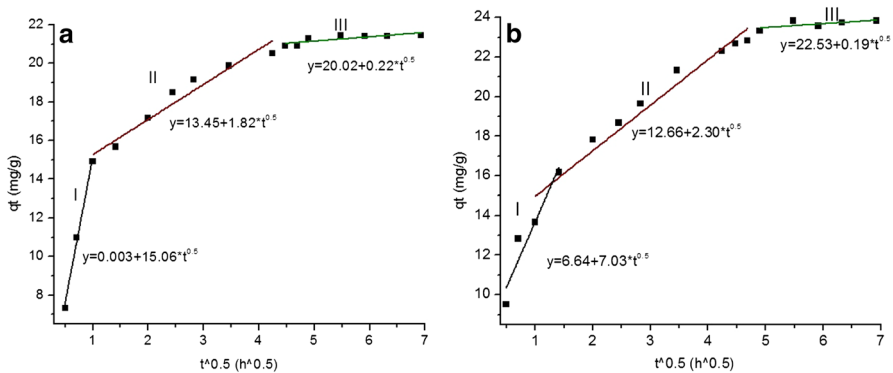 a
22
20
18
16
14
12
10
8
qt (mg/g)
I
II
III
y=0.003+15.06*t^0.5
y=13.45+1.82*t^0.5
y=20.02+0.22*t^0.5
1 2 3 4 5 6 7
t^0.5 (h^0.5)
b
24
22
20
18
16
14
12
10
qt (mg/g)
I
II
III
y=6.64+7.03*t^0.5
y=12.66+2.30*t^0.5
y=22.53+0.19*t^0.5
1 2 3 4 5 6 7
t^0.5 (h^0.5)